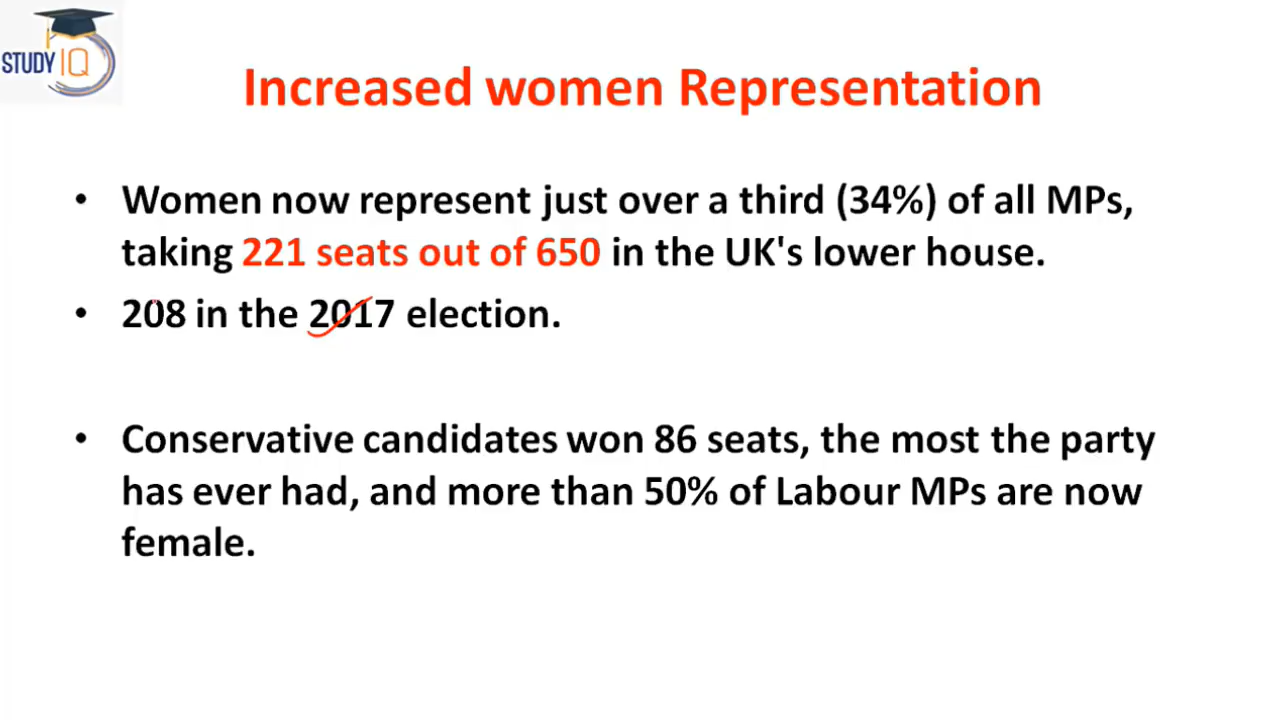 STUDY IQ
Increased women Representation
• Women now represent just over a third (34%) of all MPs,
taking 221 seats out of 650 in the UK's lower house.
• 208 in the 2017 election.
• Conservative candidates won 86 seats, the most the party
has ever had, and more than 50% of Labour MPs are now
female.